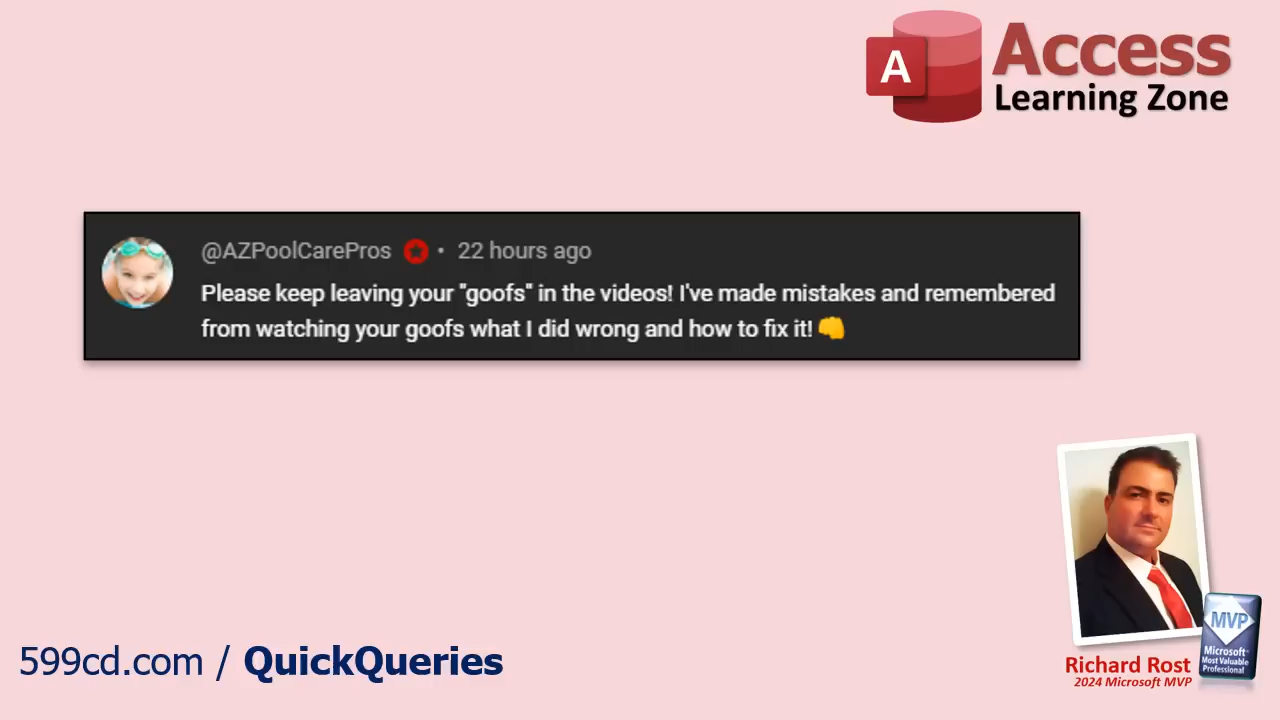 A
Access
Learning Zone
@AZPoolCarePros • 22 hours ago
Please keep leaving your "goofs" in the videos! I've made mistakes and remembered
from watching your goofs what I did wrong and how to fix it! 👊
MVP
Microsoft®
Most Valuable
Professional
Richard Rost
2024 Microsoft MVP
599cd.com / QuickQueries